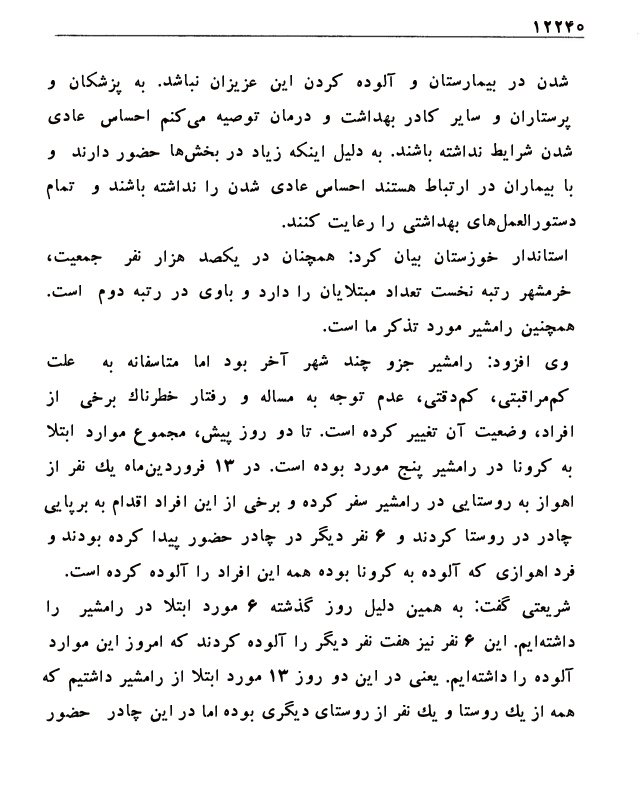 ۱۲۲۴۰
شدن در بیمارستان و آلوده کردن این عزیزان نباشد. به پزشکان و
پرستاران و سایر کادر بهداشت و درمان توصیه می‌کنم احساس عادی
شدن شرایط نداشته باشند. به دلیل اینکه زیاد در بخش‌ها حضور دارند و
با بیماران در ارتباط هستند احساس عادی شدن را نداشته باشند و تمام
دستورالعمل‌های بهداشتی را رعایت کنند.
استاندار خوزستان بیان کرد: همچنان در یکصد هزار نفر جمعیت،
خرمشهر رتبه نخست تعداد مبتلایان را دارد و باوی در رتبه دوم است.
همچنین رامشیر مورد تذکر ما است.
وی افزود: رامشیر جزو چند شهر آخر بود اما متاسفانه به علت
کم‌مراقبتی، کم‌دقتی، عدم توجه به مساله و رفتار خطرناك برخی از
افراد، وضعیت آن تغییر کرده است. تا دو روز پیش، مجموع موارد ابتلا
به کرونا در رامشیر پنج مورد بوده است. در ۱۳ فروردین‌ماه یك نفر از
اهواز به روستایی در رامشیر سفر کرده و برخی از این افراد اقدام به برپایی
چادر در روستا کردند و ۶ نفر دیگر در چادر حضور پیدا کرده بودند و
فرد اهوازی که آلوده به کرونا بوده همه این افراد را آلوده کرده است.
شریعتی گفت: به همین دلیل روز گذشته ۶ مورد ابتلا در رامشیر را
داشته‌ایم. این ۶ نفر نیز هفت نفر دیگر را آلوده کردند که امروز این موارد
آلوده را داشته‌ایم. یعنی در این دو روز ۱۳ مورد ابتلا از رامشیر داشتیم که
همه از یك روستا و یك نفر از روستای دیگری بوده اما در این چادر حضور